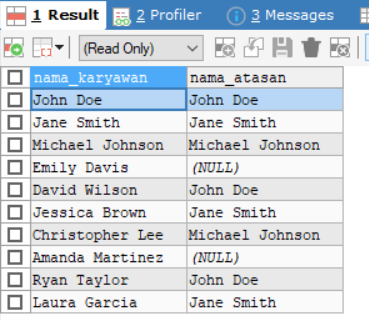 1 Result 2 Profiler 3 Messages
(Read Only)
nama_karyawan nama_atasan
John Doe John Doe
Jane Smith Jane Smith
Michael Johnson Michael Johnson
Emily Davis (NULL)
David Wilson John Doe
Jessica Brown Jane Smith
Christopher Lee Michael Johnson
Amanda Martinez (NULL)
Ryan Taylor John Doe
Laura Garcia Jane Smith